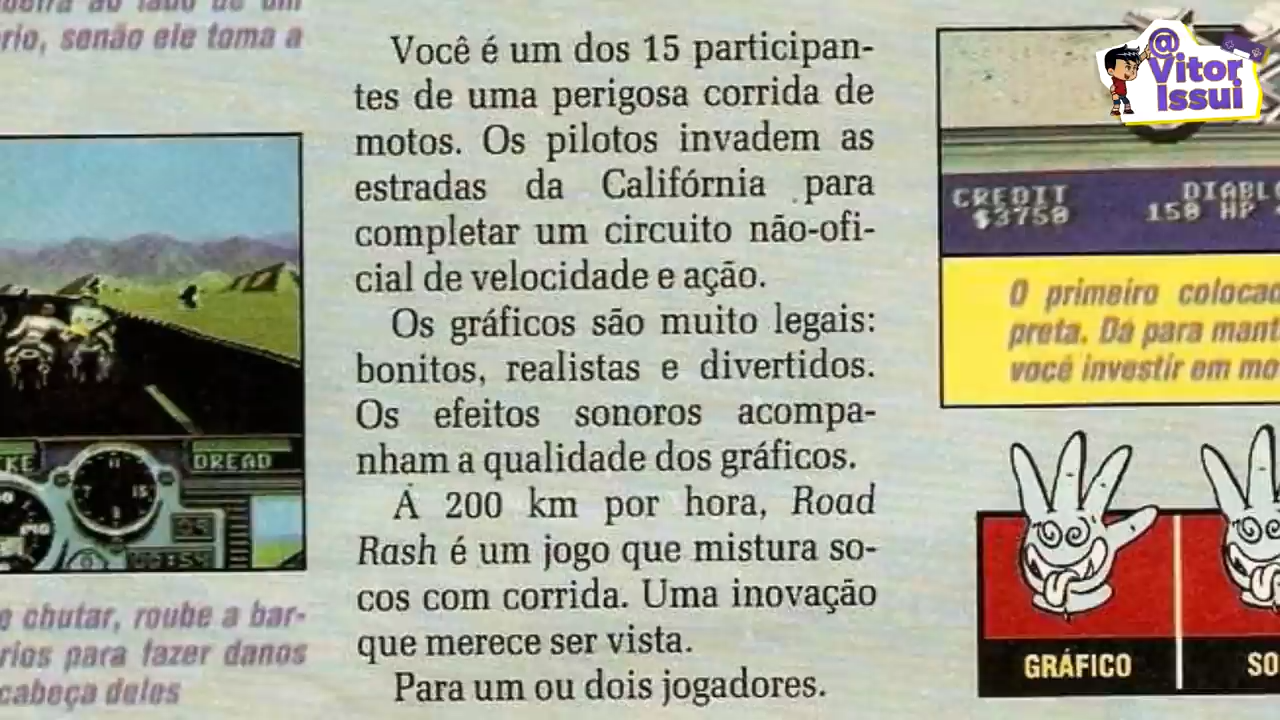 ério, senão ele toma a
KE
DREAD
e chutar, roube a bar-
rios para fazer danos
cabeça deles
Você é um dos 15 participan-
tes de uma perigosa corrida de
motos. Os pilotos invadem as
estradas da Califórnia para
completar um circuito não-ofi-
cial de velocidade e ação.
Os gráficos são muito legais:
bonitos, realistas e divertidos.
Os efeitos sonoros acompa-
nham a qualidade dos gráficos.
À 200 km por hora, Road
Rash é um jogo que mistura so-
cos com corrida. Uma inovação
que merece ser vista.
Para um ou dois jogadores.
@
Vitor
Issui
CREDIT DIABLO
$3750 150 HP
O primeiro colocad
preta. Dá para mant
você investir em mo
GRÁFICO SO